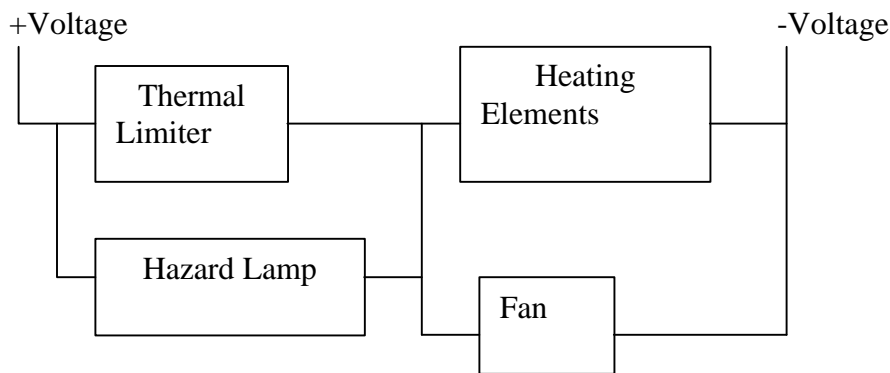 +Voltage
-Voltage
Thermal
Limiter
Heating
Elements
Hazard Lamp
Fan